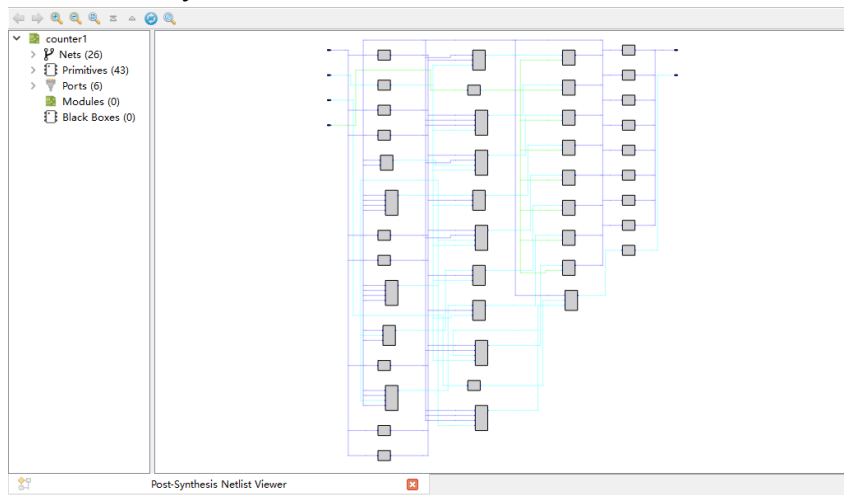 counter1
Nets (26)
Primitives (43)
Ports (6)
Modules (0)
Black Boxes (0)
Post-Synthesis Netlist Viewer